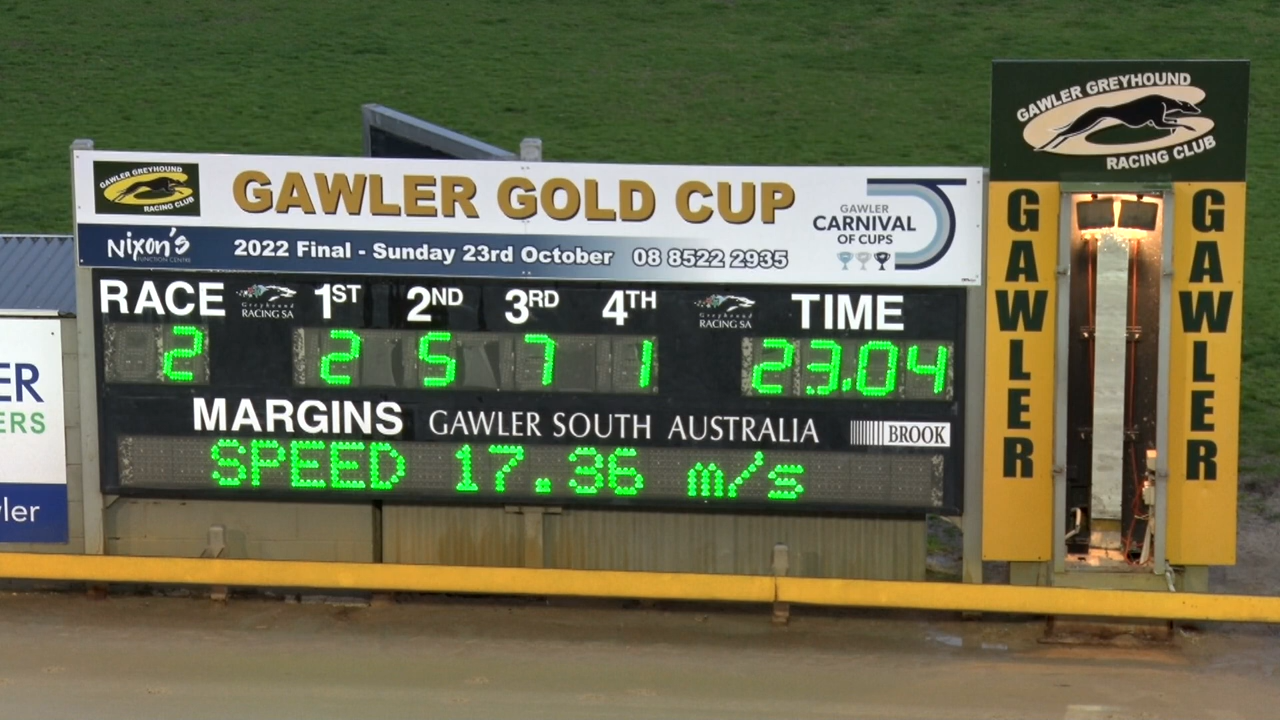 GAWLER GREYHOUND
RACING CLUB
GAWLER GOLD CUP
GAWLER
CARNIVAL
OF CUPS
Nixon's
FUNCTION CENTRE
2022 Final - Sunday 23rd October 08 8522 2935
RACE Greyhound RACING SA 1ST 2ND 3RD 4TH Greyhound RACING SA TIME
2 2 5 7 1 23.04
MARGINS GAWLER SOUTH AUSTRALIA BROOK
SPEED 17.36 m/s
GAWLER GREYHOUND
RACING CLUB
GAWLER
GAWLER
ER
ERS
ler